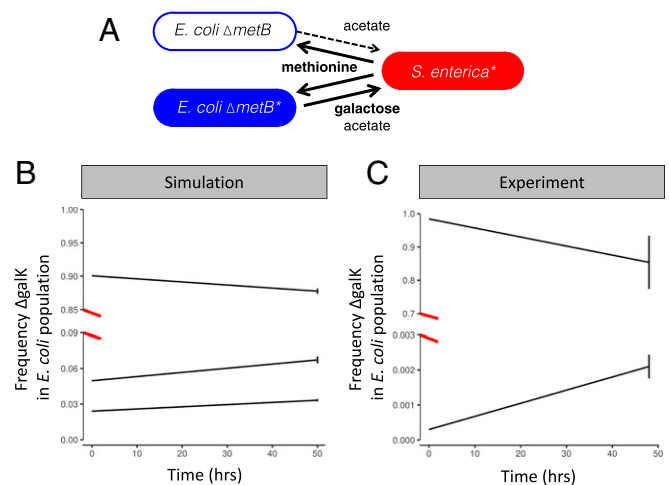 A
E. coli ΔmetB
acetate
methionine
S. enterica*
E. coli ΔmetB*
galactose
acetate
B
Simulation
Frequency ΔgalK
in E. coli population
1.00
0.95
0.90
0.85
0.09
0.06
0.03
0.00
0 10 20 30 40 50
Time (hrs)
C
Experiment
Frequency ΔgalK
in E. coli population
1.0
0.9
0.8
0.7
0.003
0.002
0.001
0.000
0 10 20 30 40 50
Time (hrs)